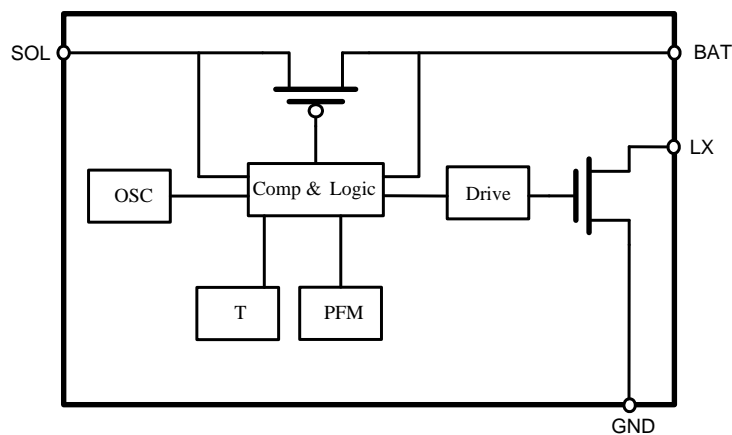 SOL
BAT
LX
Comp & Logic
OSC
Drive
T
PFM
GND